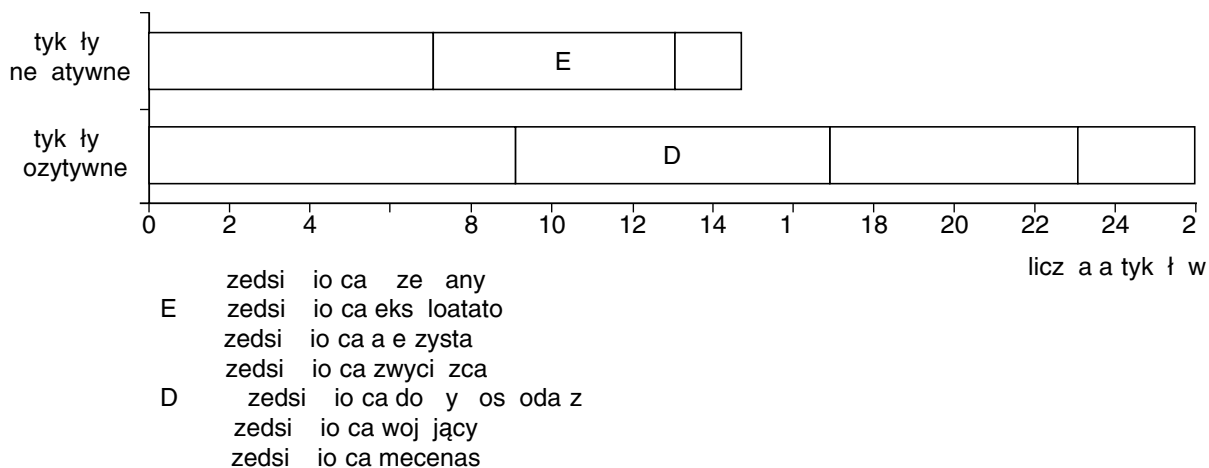 tyk ły
ne atywne
E
tyk ły
ozytywne
D
0 2 4 8 10 12 14 1 18 20 22 24 2
licz a a tyk ł w
zedsi io ca ze any
E zedsi io ca eks loatato
zedsi io ca a e zysta
zedsi io ca zwyci zca
D zedsi io ca do y os oda z
zedsi io ca woj jący
zedsi io ca mecenas